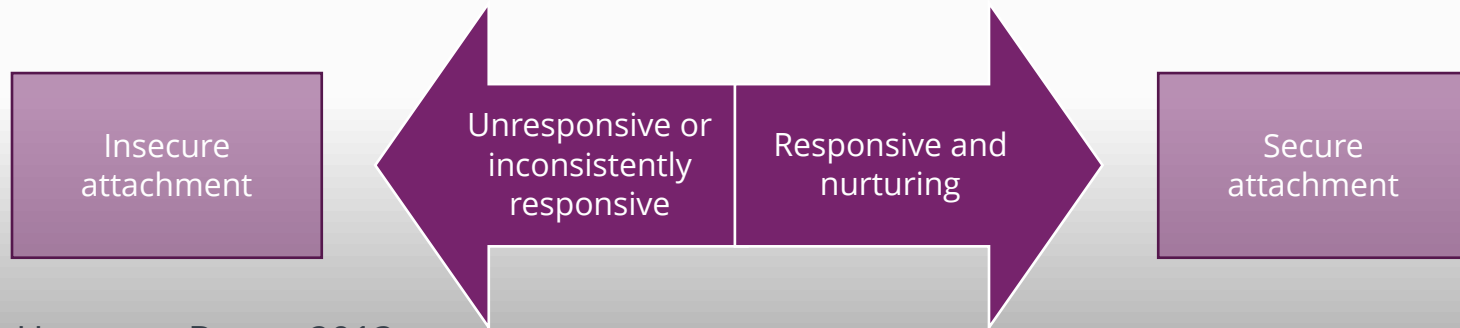 Insecure
attachment
Unresponsive or
inconsistently
responsive
Responsive and
nurturing
Secure
attachment